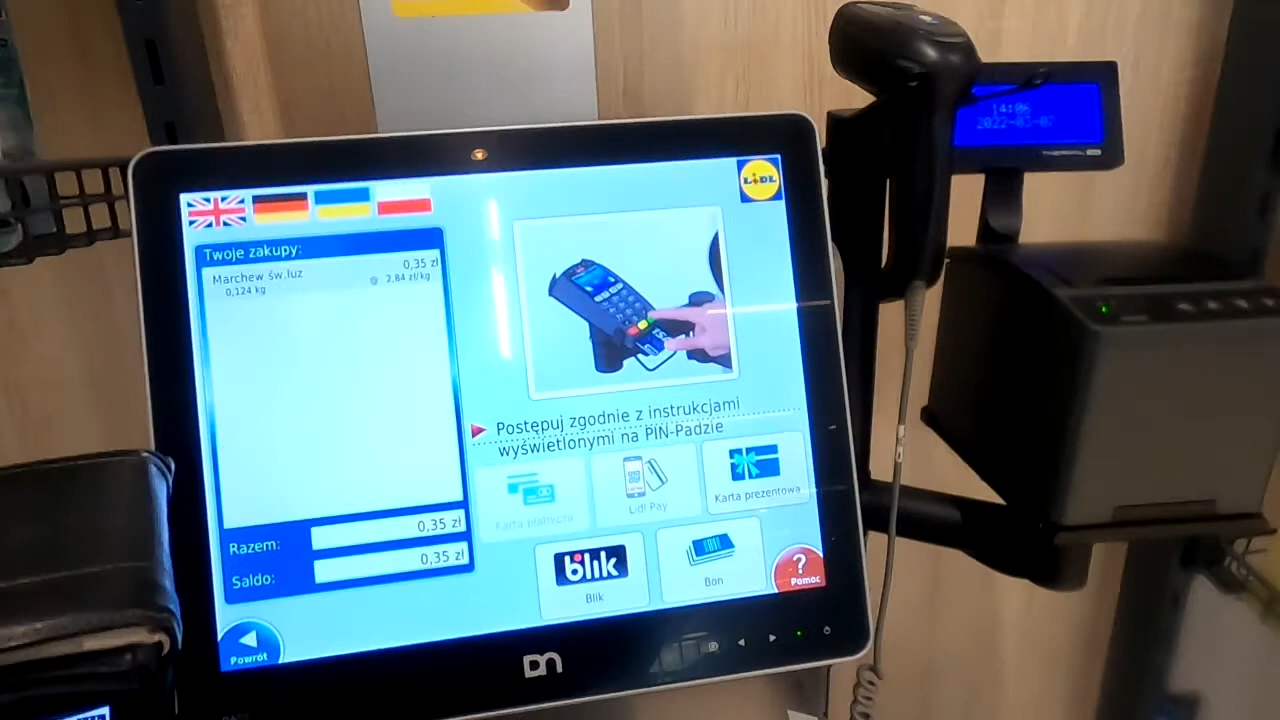 14:06
2022-03-07
LIDL
Twoje zakupy:
0,35 zł
Marchew św.luz
@ 2,84 zł/kg
0,124 kg
Postępuj zgodnie z instrukcjami
wyświetlonymi na PIN-Padzie
Karta płatnicza
Lidl Pay
Karta prezentowa
Razem: 0,35 zł
Saldo: 0,35 zł
blik
Blik
Bon
?
Pomoc
Powrót
DN